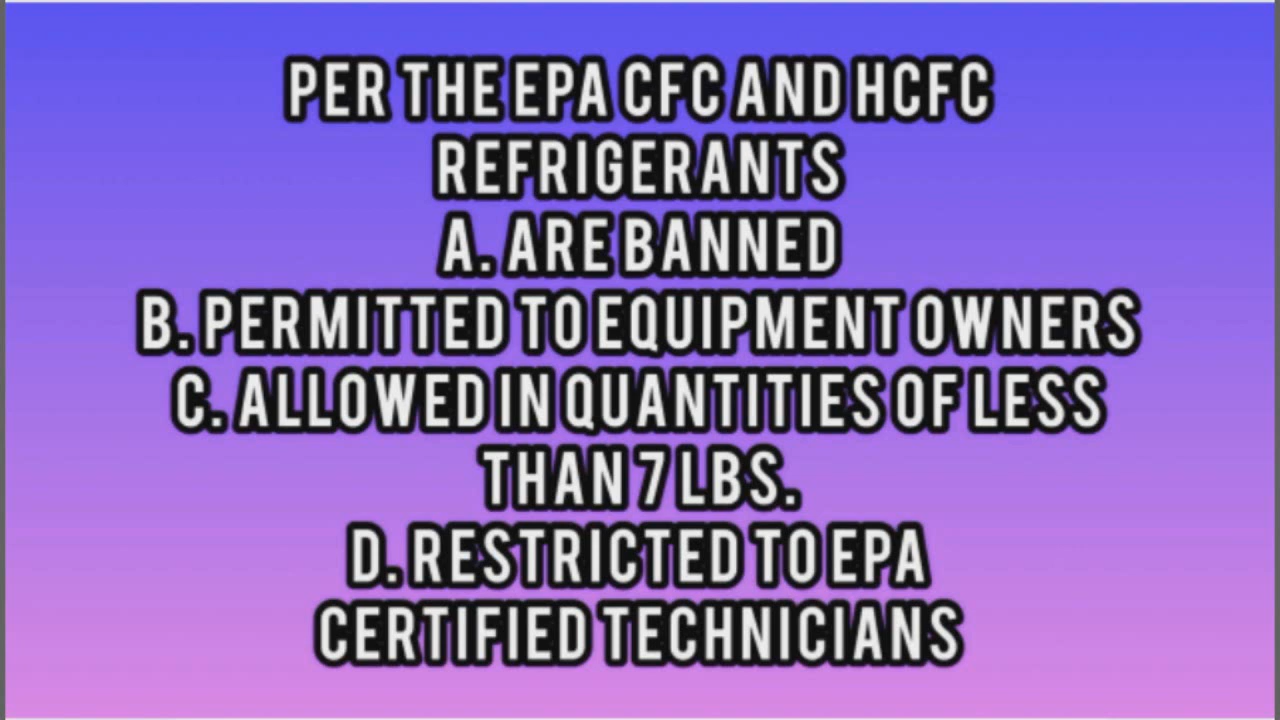 PER THE EPA CFC AND HCFC
REFRIGERANTS
A. ARE BANNED
B. PERMITTED TO EQUIPMENT OWNERS
C. ALLOWED IN QUANTITIES OF LESS
THAN 7 LBS.
D. RESTRICTED TO EPA
CERTIFIED TECHNICIANS